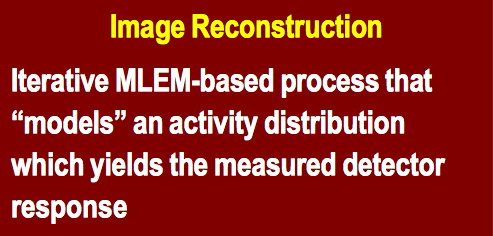 Image Reconstruction
Iterative MLEM-based process that
“models” an activity distribution
which yields the measured detector
response